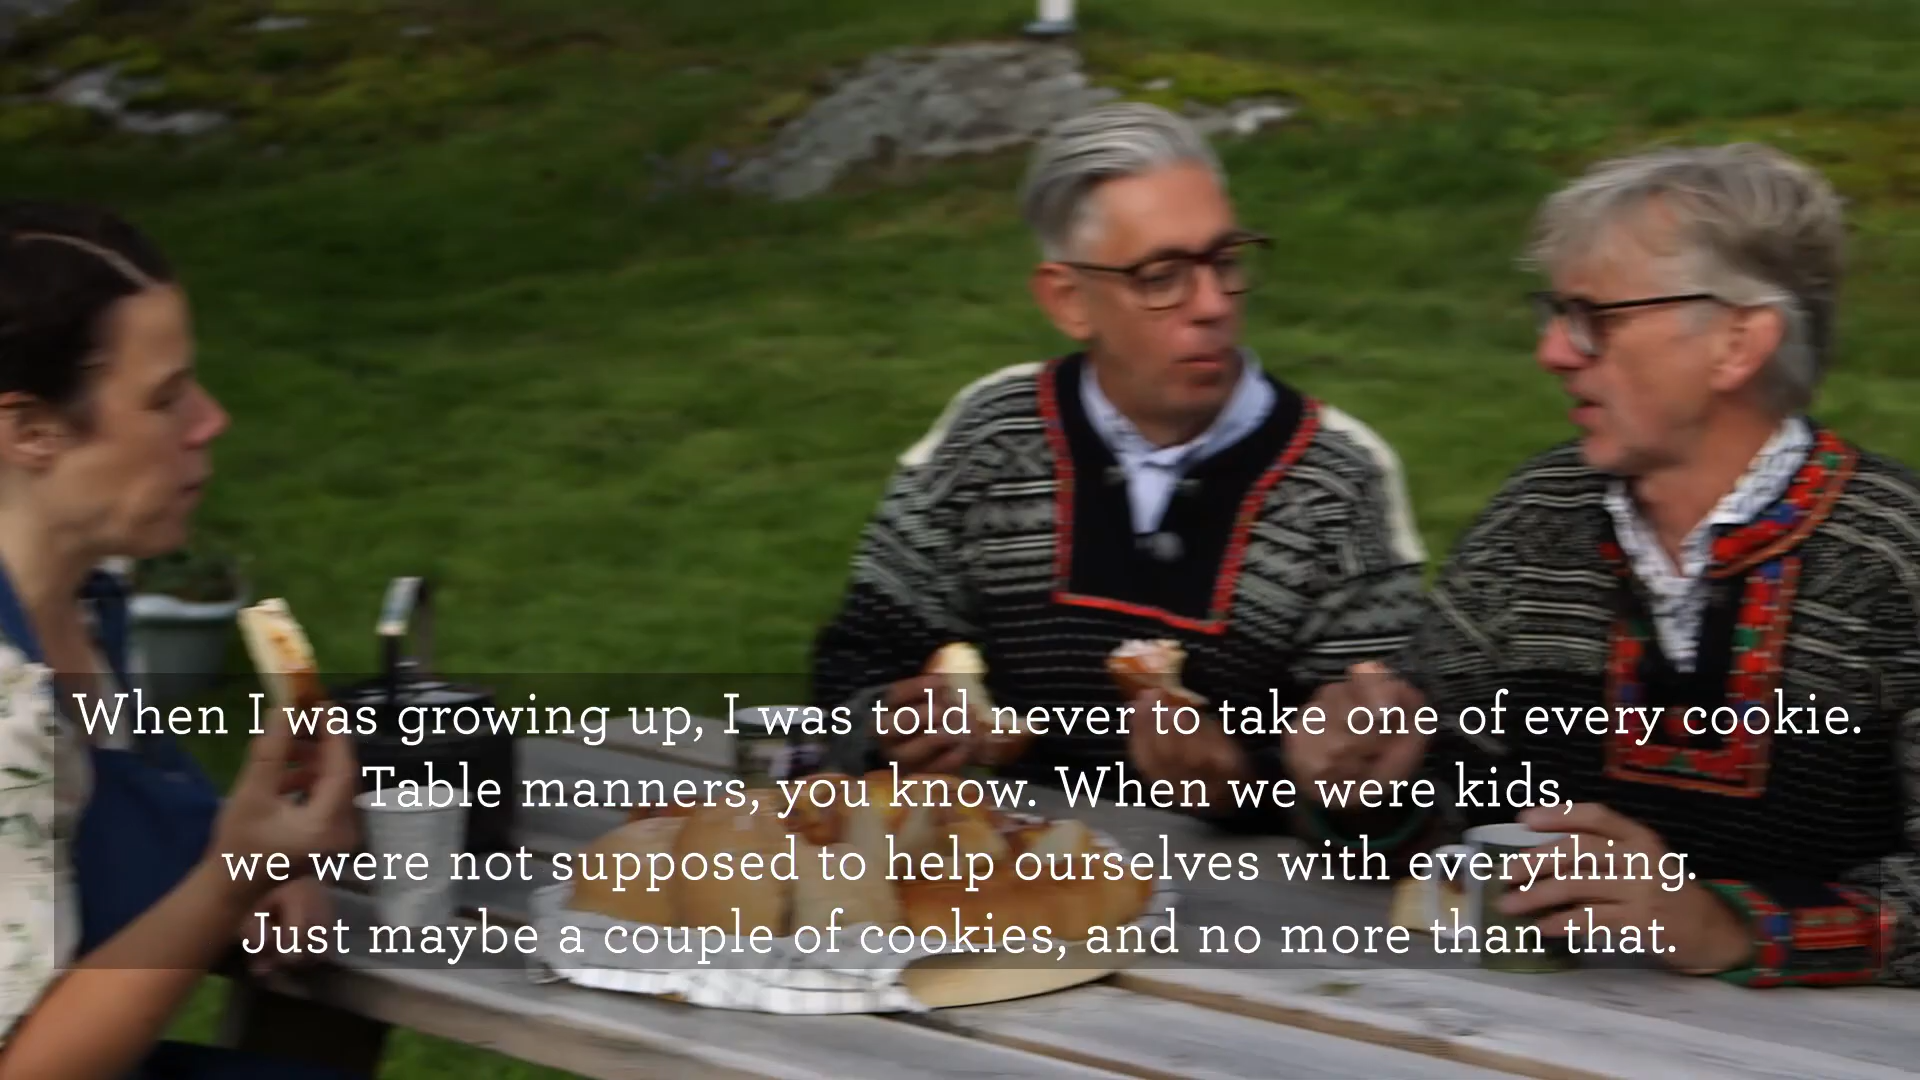 When I was growing up, I was told never to take one of every cookie.
Table manners, you know. When we were kids,
we were not supposed to help ourselves with everything.
Just maybe a couple of cookies, and no more than that.